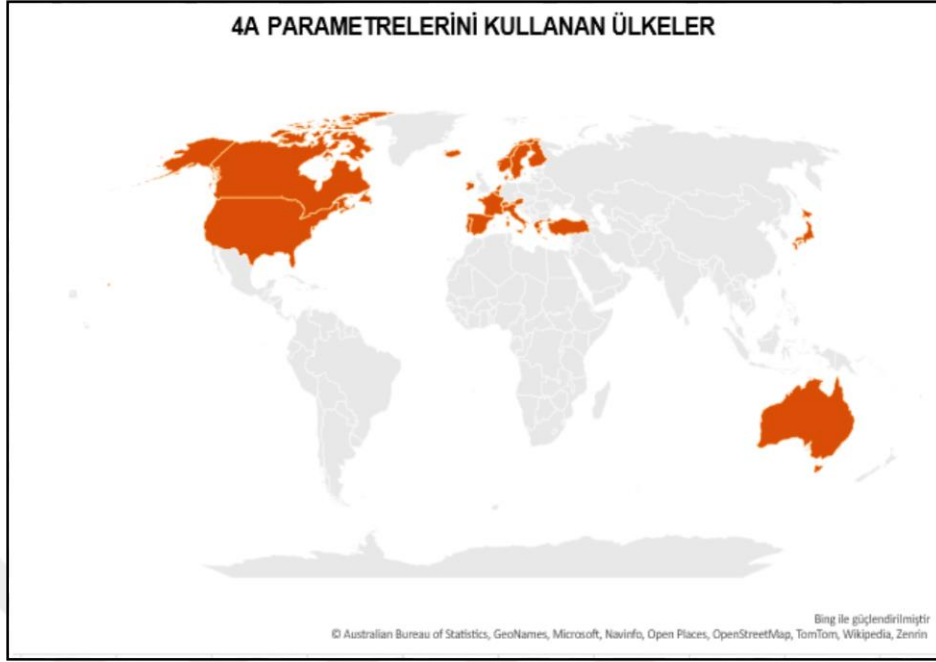 4A PARAMETRELERİNİ KULLANAN ÜLKELER
Bing ile güçlendirilmiştir
© Australian Bureau of Statistics, GeoNames, Microsoft, Navinfo, Open Places, OpenStreetMap, TomTom, Wikipedia, Zenrin